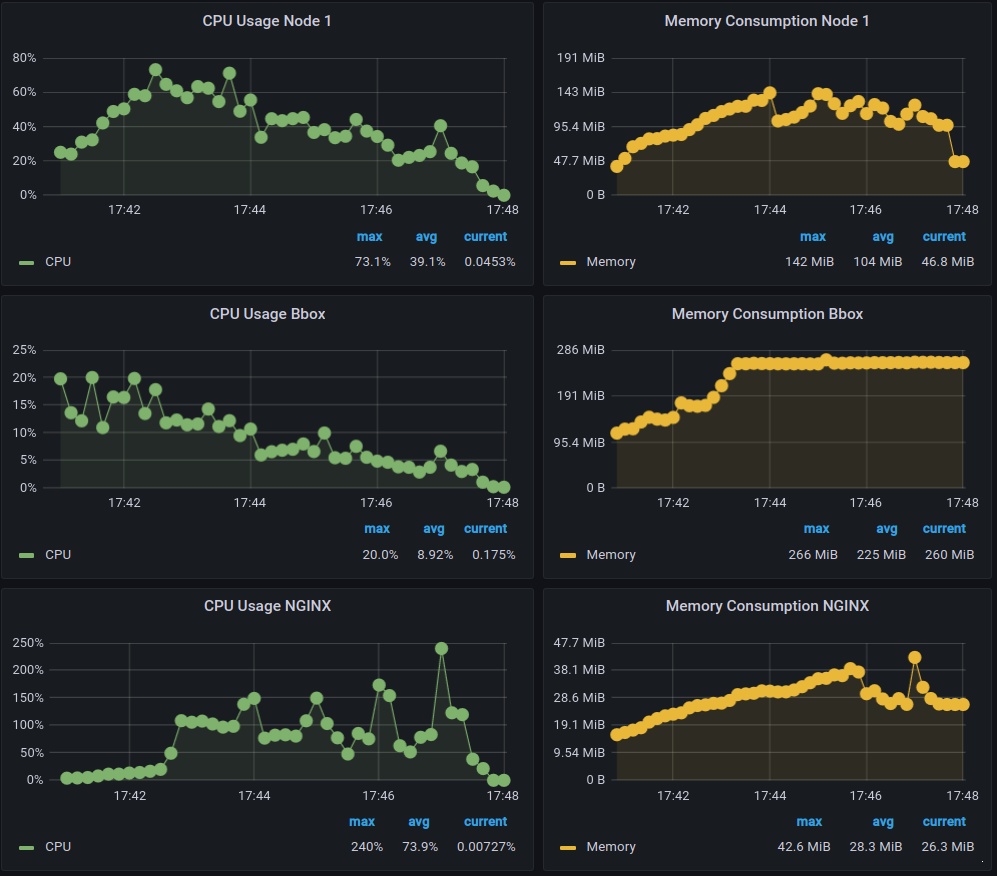 CPU Usage Node 1
80%
60%
40%
20%
0%
17:42 17:44 17:46 17:48
max avg current
CPU 73.1% 39.1% 0.0453%
Memory Consumption Node 1
191 MiB
143 MiB
95.4 MiB
47.7 MiB
0 B
17:42 17:44 17:46 17:48
max avg current
Memory 142 MiB 104 MiB 46.8 MiB
CPU Usage Bbox
25%
20%
15%
10%
5%
0%
17:42 17:44 17:46 17:48
max avg current
CPU 20.0% 8.92% 0.175%
Memory Consumption Bbox
286 MiB
191 MiB
95.4 MiB
0 B
17:42 17:44 17:46 17:48
max avg current
Memory 266 MiB 225 MiB 260 MiB
CPU Usage NGINX
250%
200%
150%
100%
50%
0%
17:42 17:44 17:46 17:48
max avg current
CPU 240% 73.9% 0.00727%
Memory Consumption NGINX
47.7 MiB
38.1 MiB
28.6 MiB
19.1 MiB
9.54 MiB
0 B
17:42 17:44 17:46 17:48
max avg current
Memory 42.6 MiB 28.3 MiB 26.3 MiB